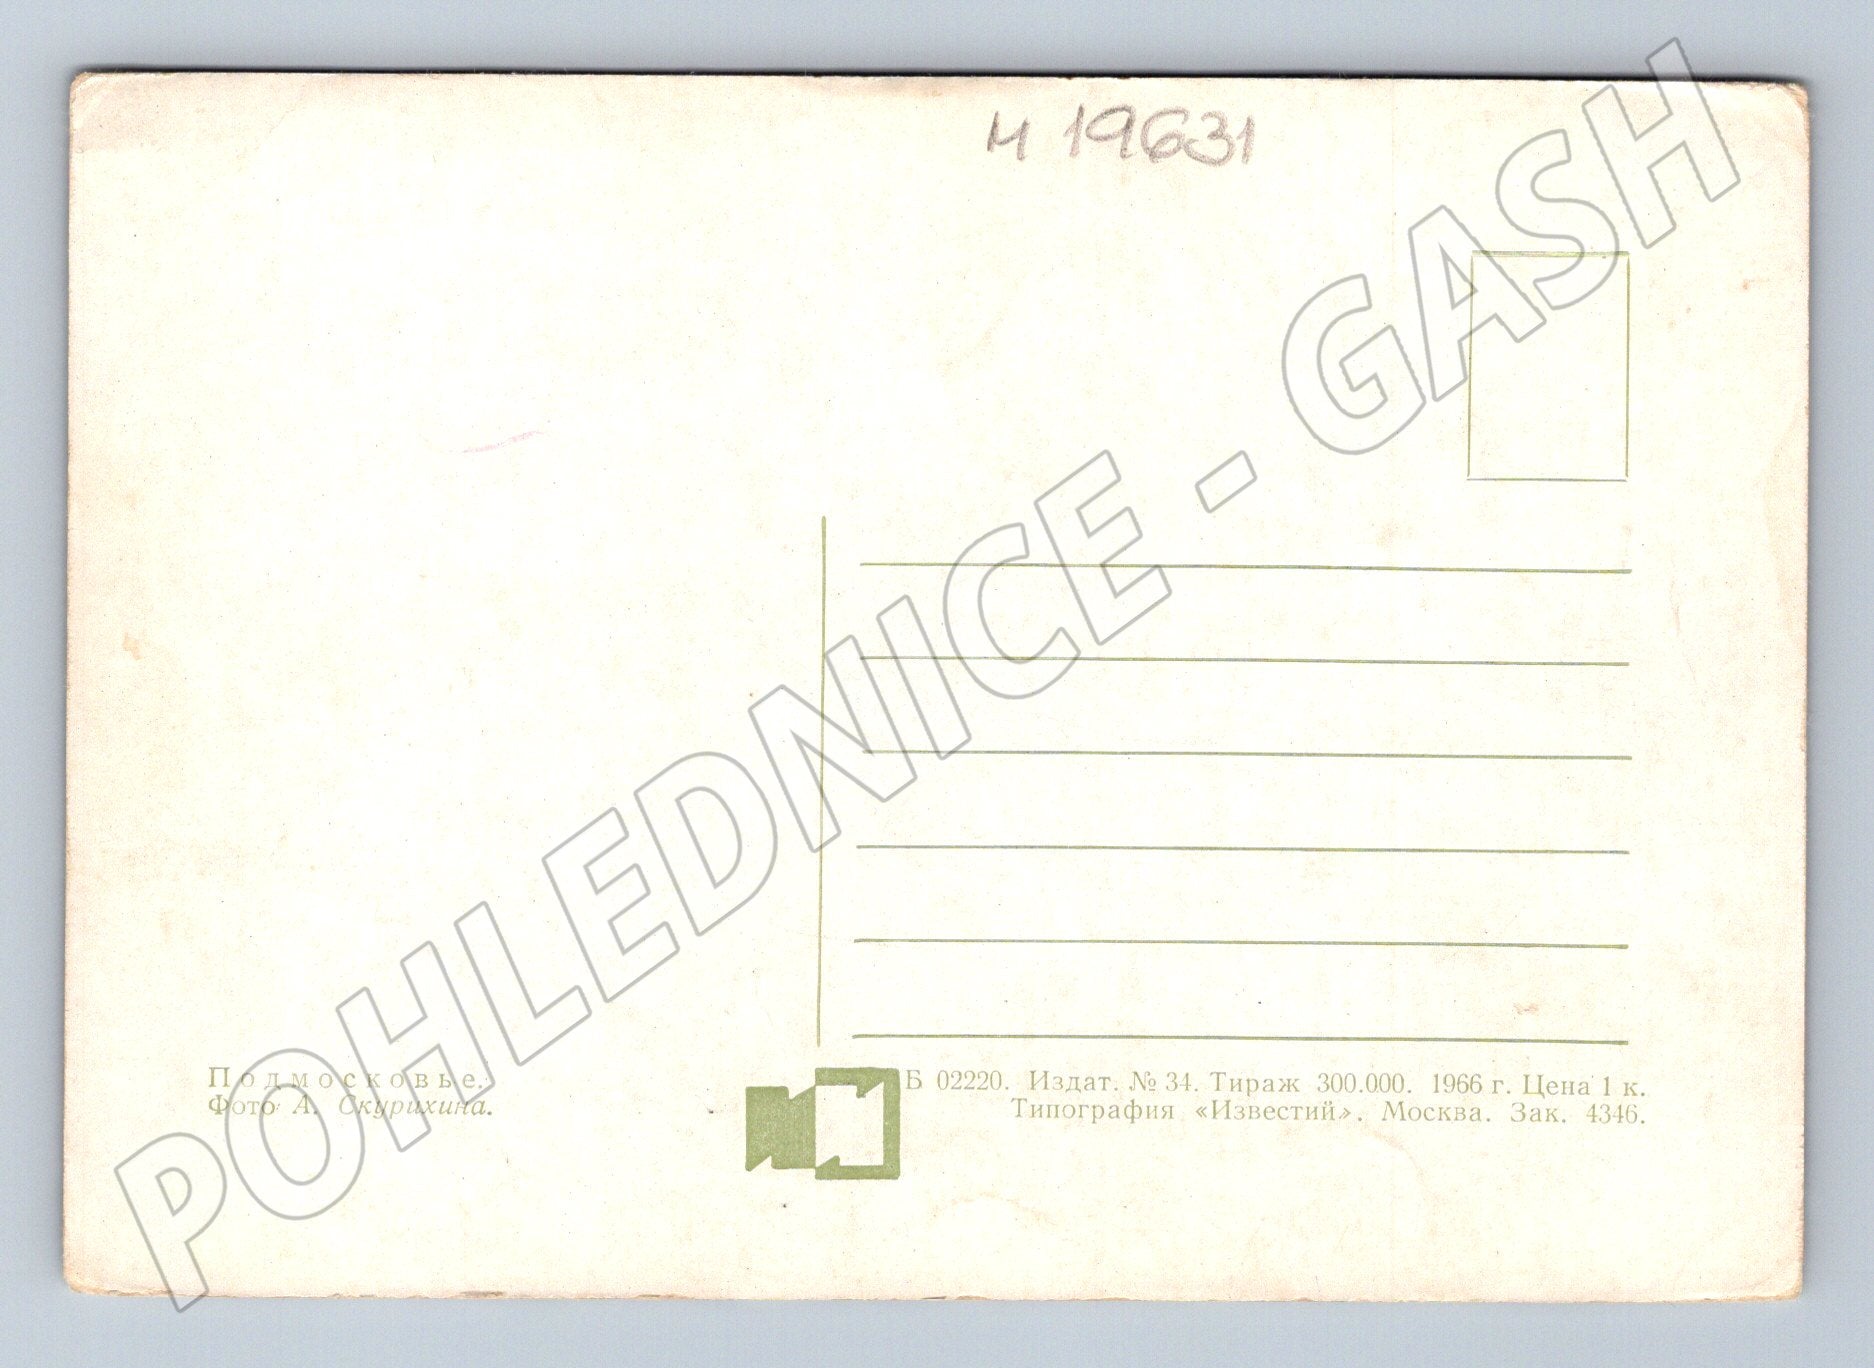 и 19631
Подмосковье.
Фото А. Скурихина.
Б 02220. Издат. № 34. Тираж 300.000. 1966 г. Цена 1 к.
Типография «Известий». Москва. Зак. 4346.
POHLEDNICE - GASH